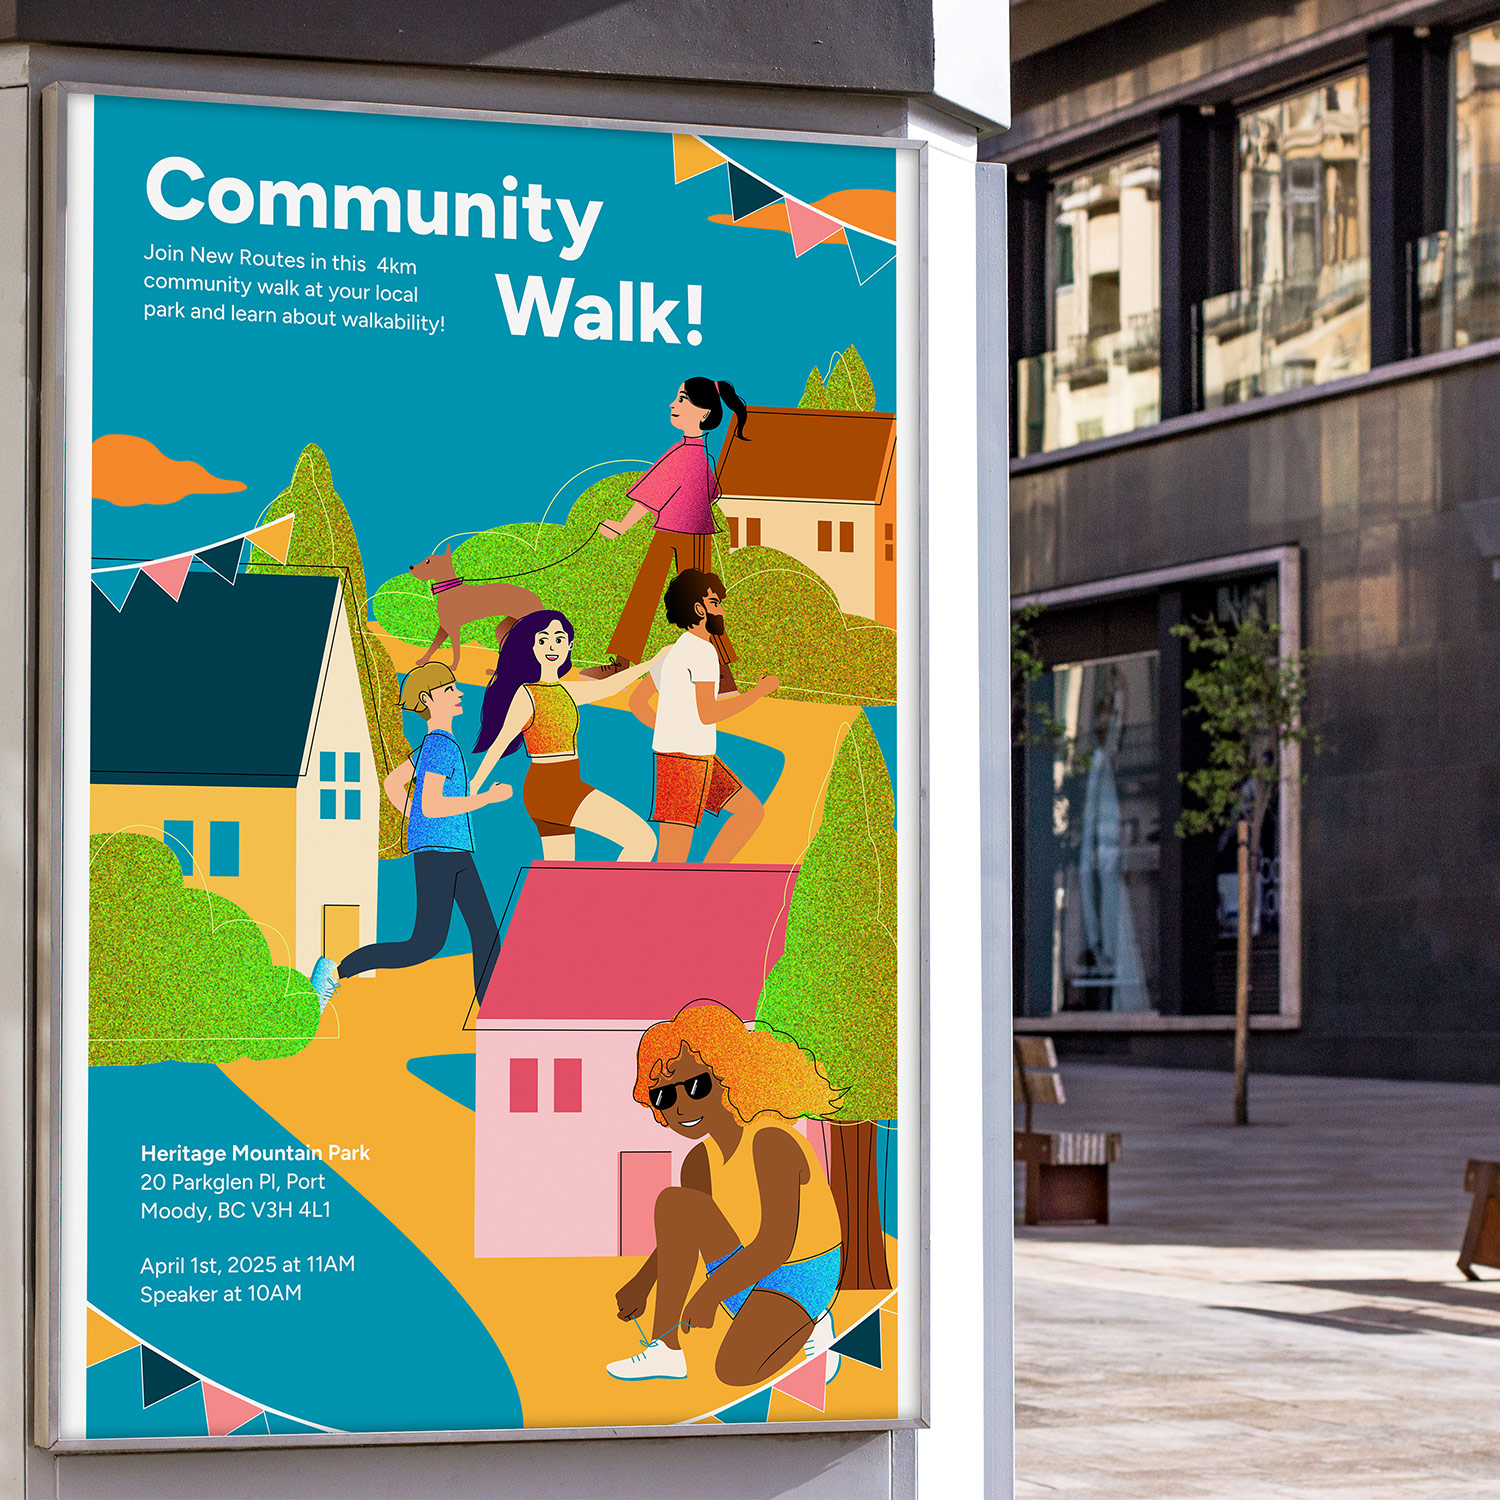 Community
Walk!
Join New Routes in this 4km
community walk at your local
park and learn about walkability!
Heritage Mountain Park
20 Parkglen Pl, Port
Moody, BC V3H 4L1
April 1st, 2025 at 11AM
Speaker at 10AM